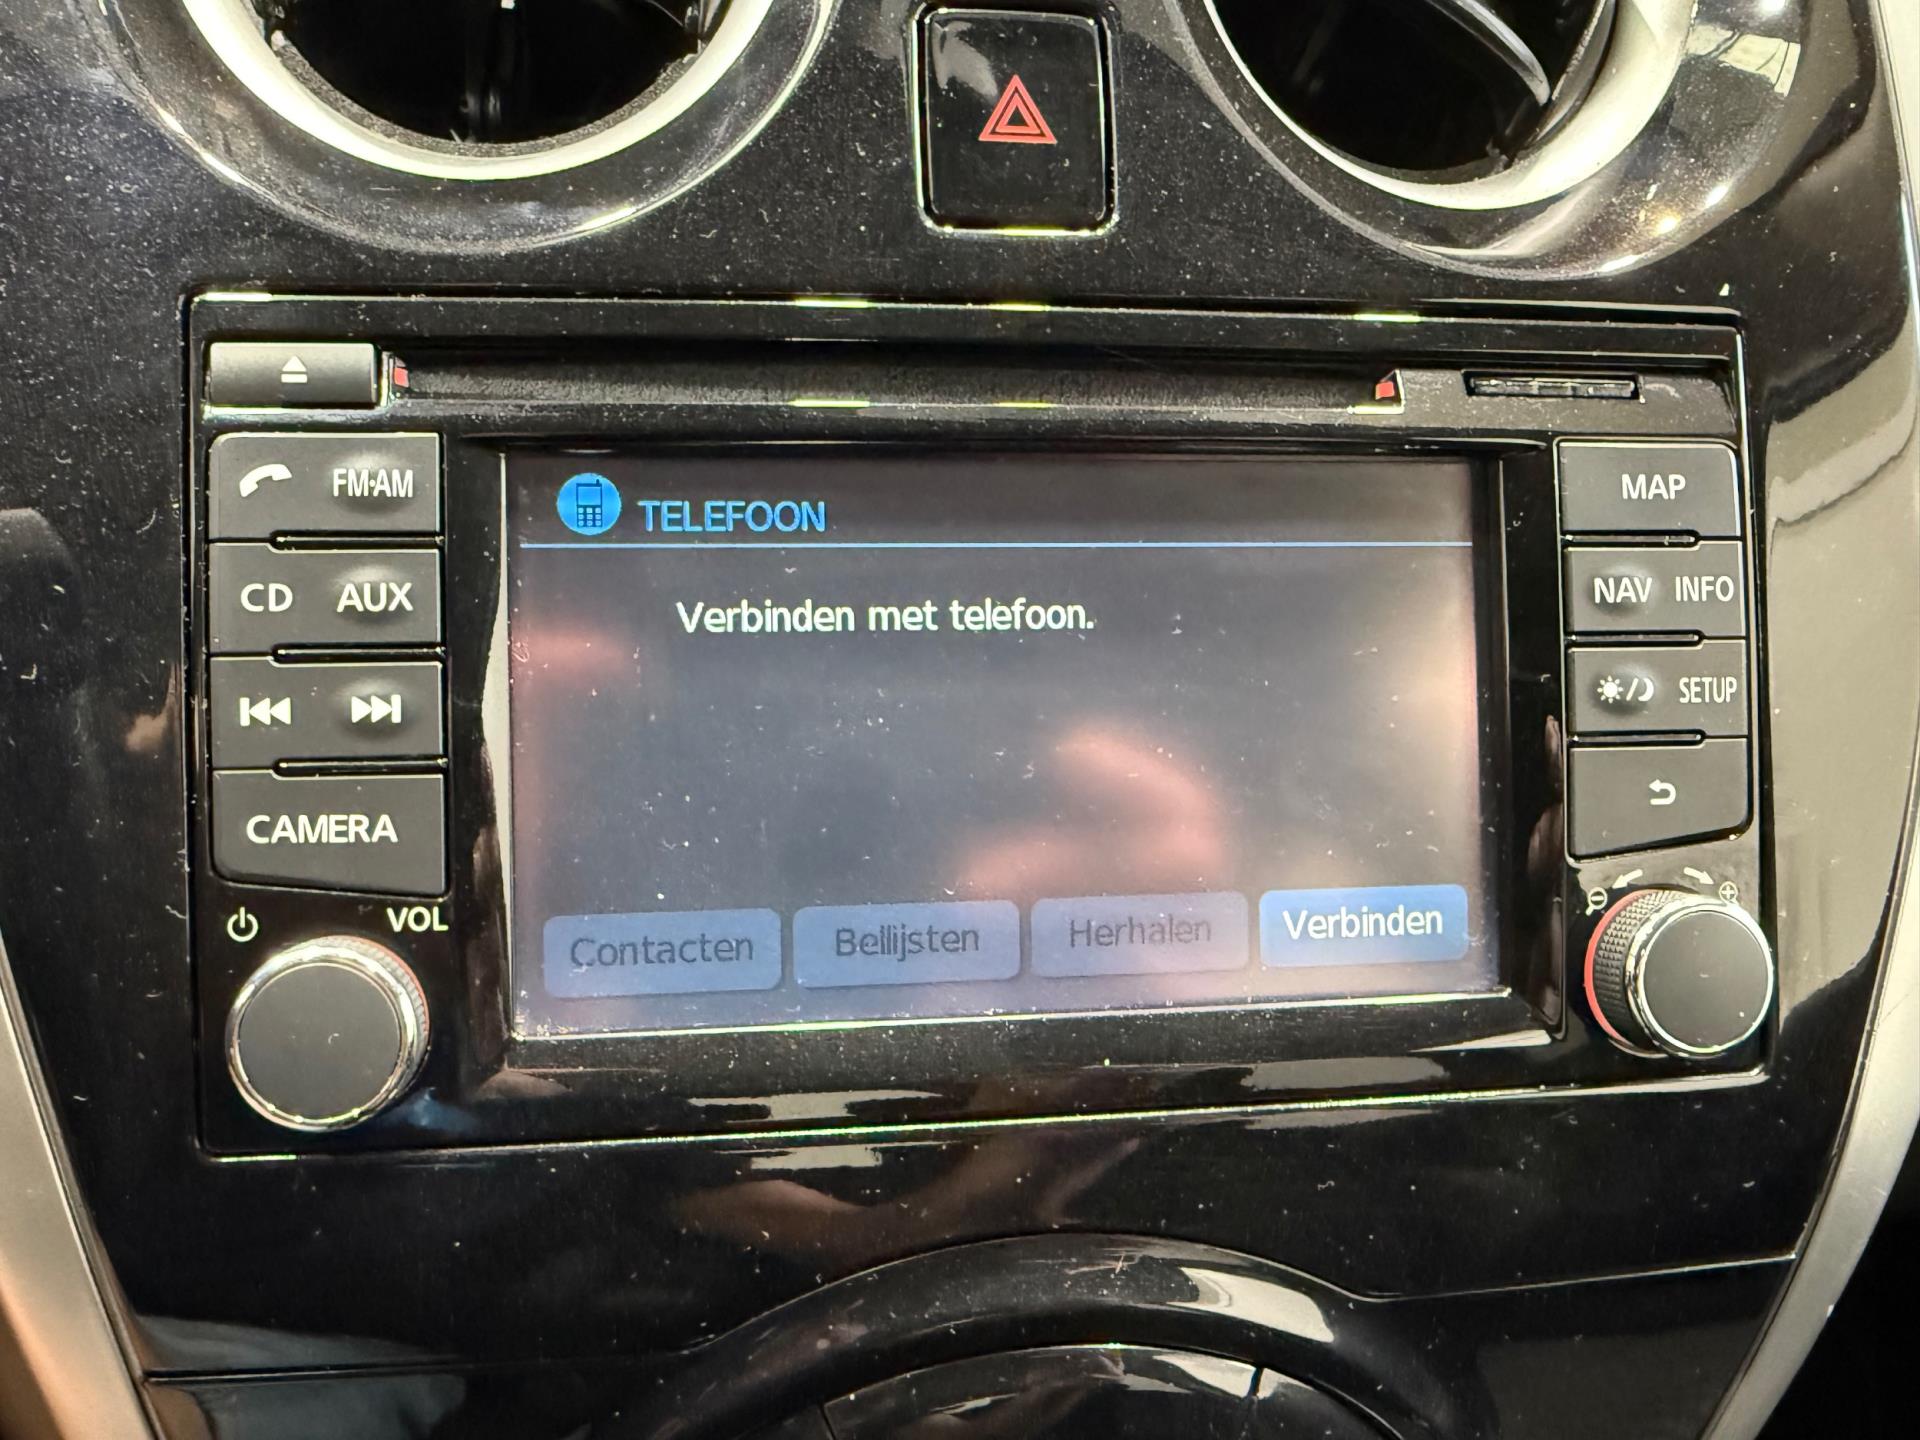 FM·AM
CD AUX
CAMERA
VOL
TELEFOON
Verbinden met telefoon.
Contacten Bellijsten Herhalen Verbinden
MAP
NAV INFO
SETUP